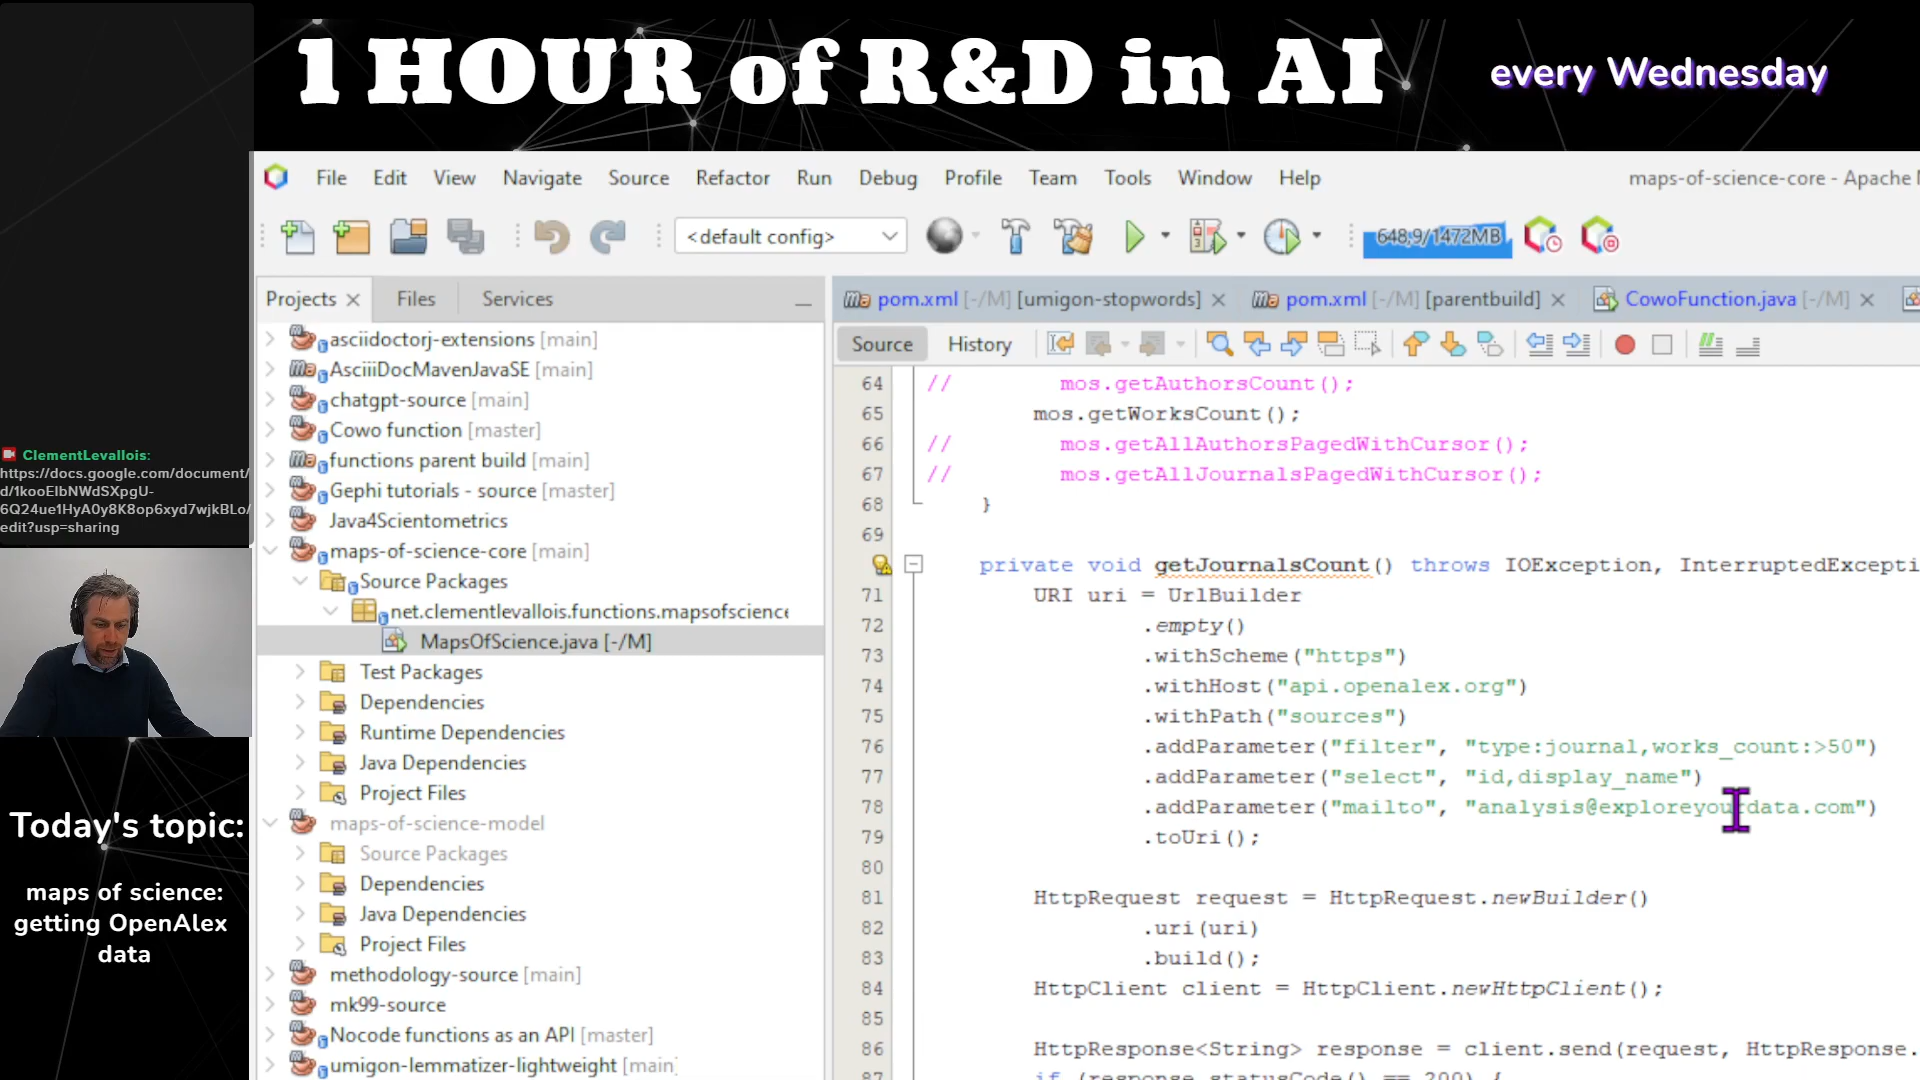 1 HOUR of R&D in AI
every Wednesday
File Edit View Navigate Source Refactor Run Debug Profile Team Tools Window Help
maps-of-science-core - Apache
<default config>
648,9/1472MB
Projects
Files
Services
pom.xml [-/M] [umigon-stopwords]
pom.xml [-/M] [parentbuild]
CowoFunction.java [-/M]
Source
History
asciidoctorj-extensions [main]
AsciiiDocMavenJavaSE [main]
chatgpt-source [main]
Cowo function [master]
functions parent build [main]
Gephi tutorials - source [master]
Java4Scientometrics
maps-of-science-core [main]
Source Packages
net.clementlevallois.functions.mapsofscience
MapsOfScience.java [-/M]
Test Packages
Dependencies
Runtime Dependencies
Java Dependencies
Project Files
maps-of-science-model
Source Packages
Dependencies
Java Dependencies
Project Files
methodology-source [main]
mk99-source
Nocode functions as an API [master]
umigon-lemmatizer-lightweight [main]
64 // mos.getAuthorsCount();
65 mos.getWorksCount();
66 // mos.getAllAuthorsPagedWithCursor();
67 // mos.getAllJournalsPagedWithCursor();
68 }
69
private void getJournalsCount() throws IOException, InterruptedExcepti
71 URI uri = UrlBuilder
72 .empty()
73 .withScheme("https")
74 .withHost("api.openalex.org")
75 .withPath("sources")
76 .addParameter("filter", "type:journal,works_count:>50")
77 .addParameter("select", "id,display_name")
78 .addParameter("mailto", "analysis@exploreyourdata.com")
79 .toUri();
80
81 HttpRequest request = HttpRequest.newBuilder()
82 .uri(uri)
83 .build();
84 HttpClient client = HttpClient.newHttpClient();
85
86 HttpResponse<String> response = client.send(request, HttpResponse.
87 if (response.statusCode() == 200) {
ClementLevallois:
https://docs.google.com/document/
Today's topic:
maps of science:
getting OpenAlex
data
d/1kooEIbNWdSXpgU-
6Q24ue1HyA0y8K8op6xyd7wjkBLo/
edit?usp=sharing